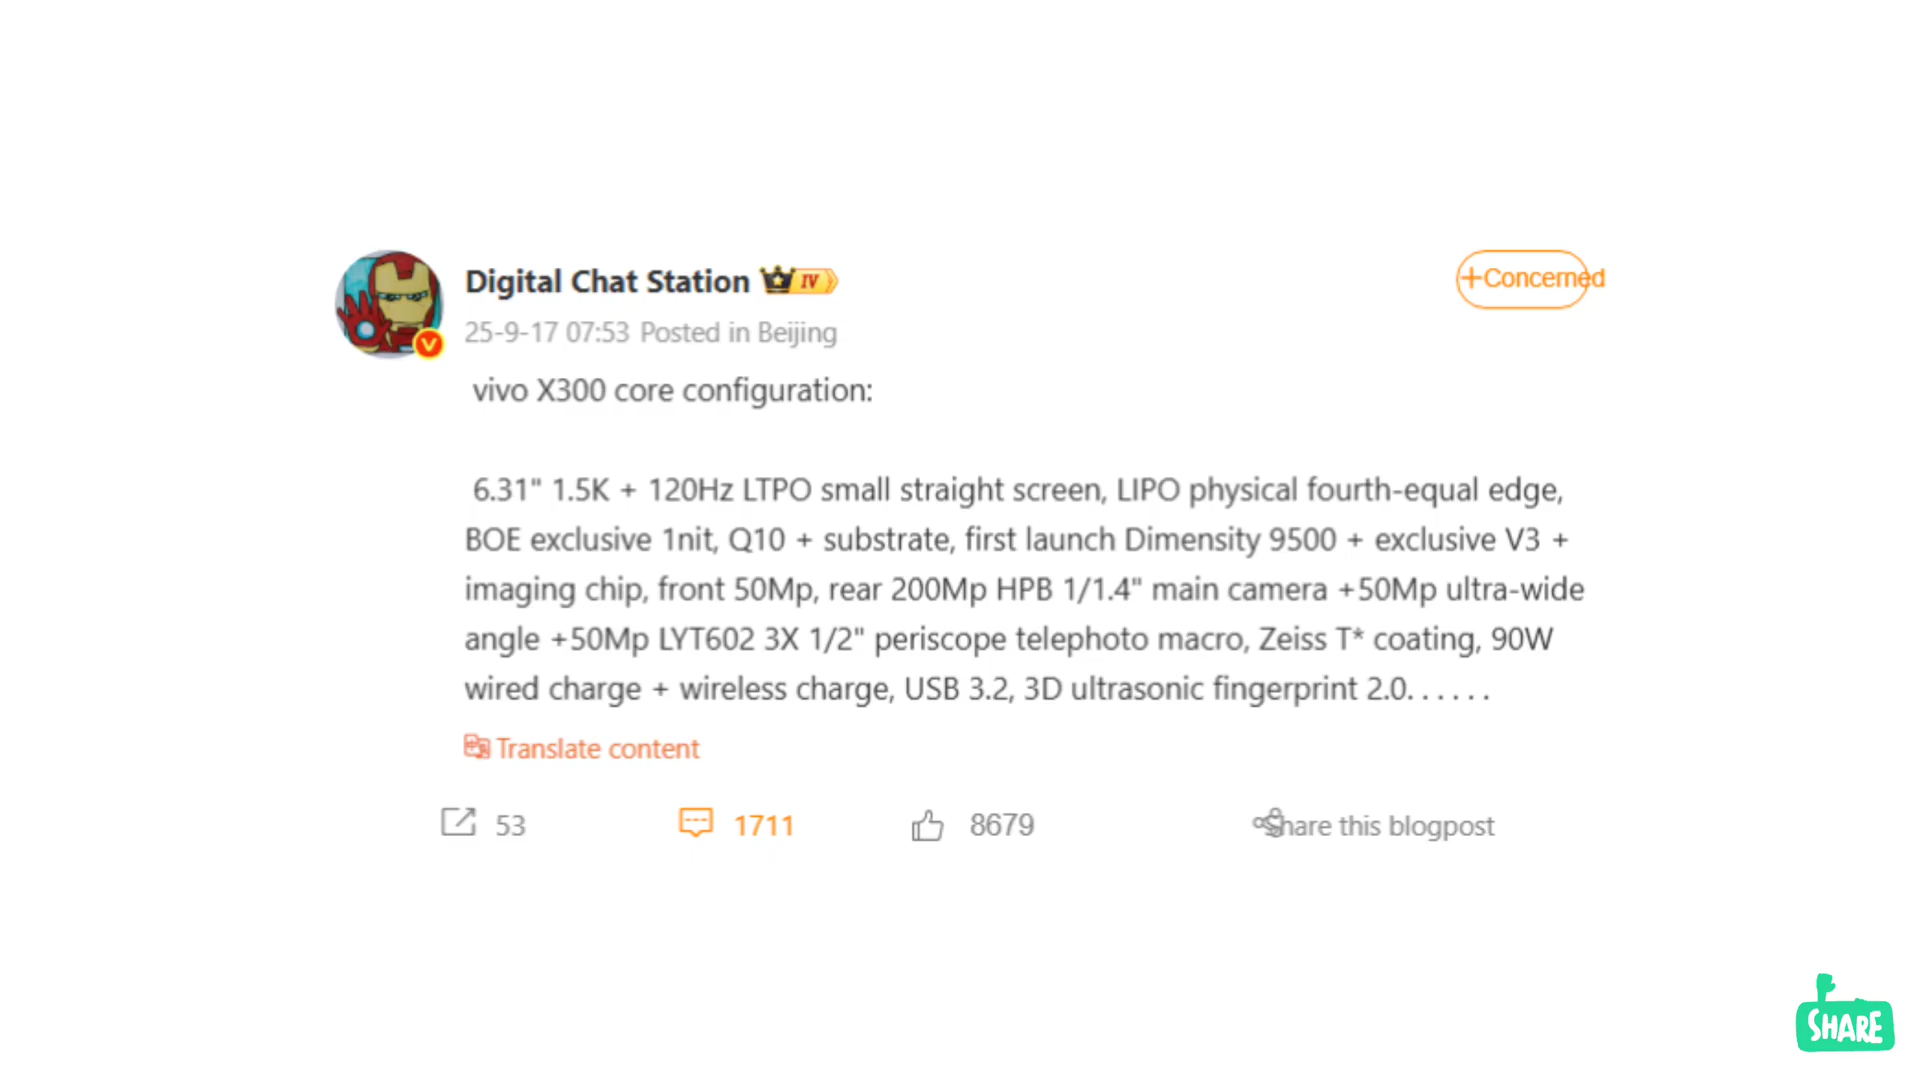 Digital Chat Station IV
25-9-17 07:53 Posted in Beijing
+Concerned
vivo X300 core configuration:
6.31" 1.5K + 120Hz LTPO small straight screen, LIPO physical fourth-equal edge,
BOE exclusive 1nit, Q10 + substrate, first launch Dimensity 9500 + exclusive V3 +
imaging chip, front 50Mp, rear 200Mp HPB 1/1.4" main camera +50Mp ultra-wide
angle +50Mp LYT602 3X 1/2" periscope telephoto macro, Zeiss T* coating, 90W
wired charge + wireless charge, USB 3.2, 3D ultrasonic fingerprint 2.0. . . . . .
Translate content
53 1711 8679 Share this blogpost
SHARE